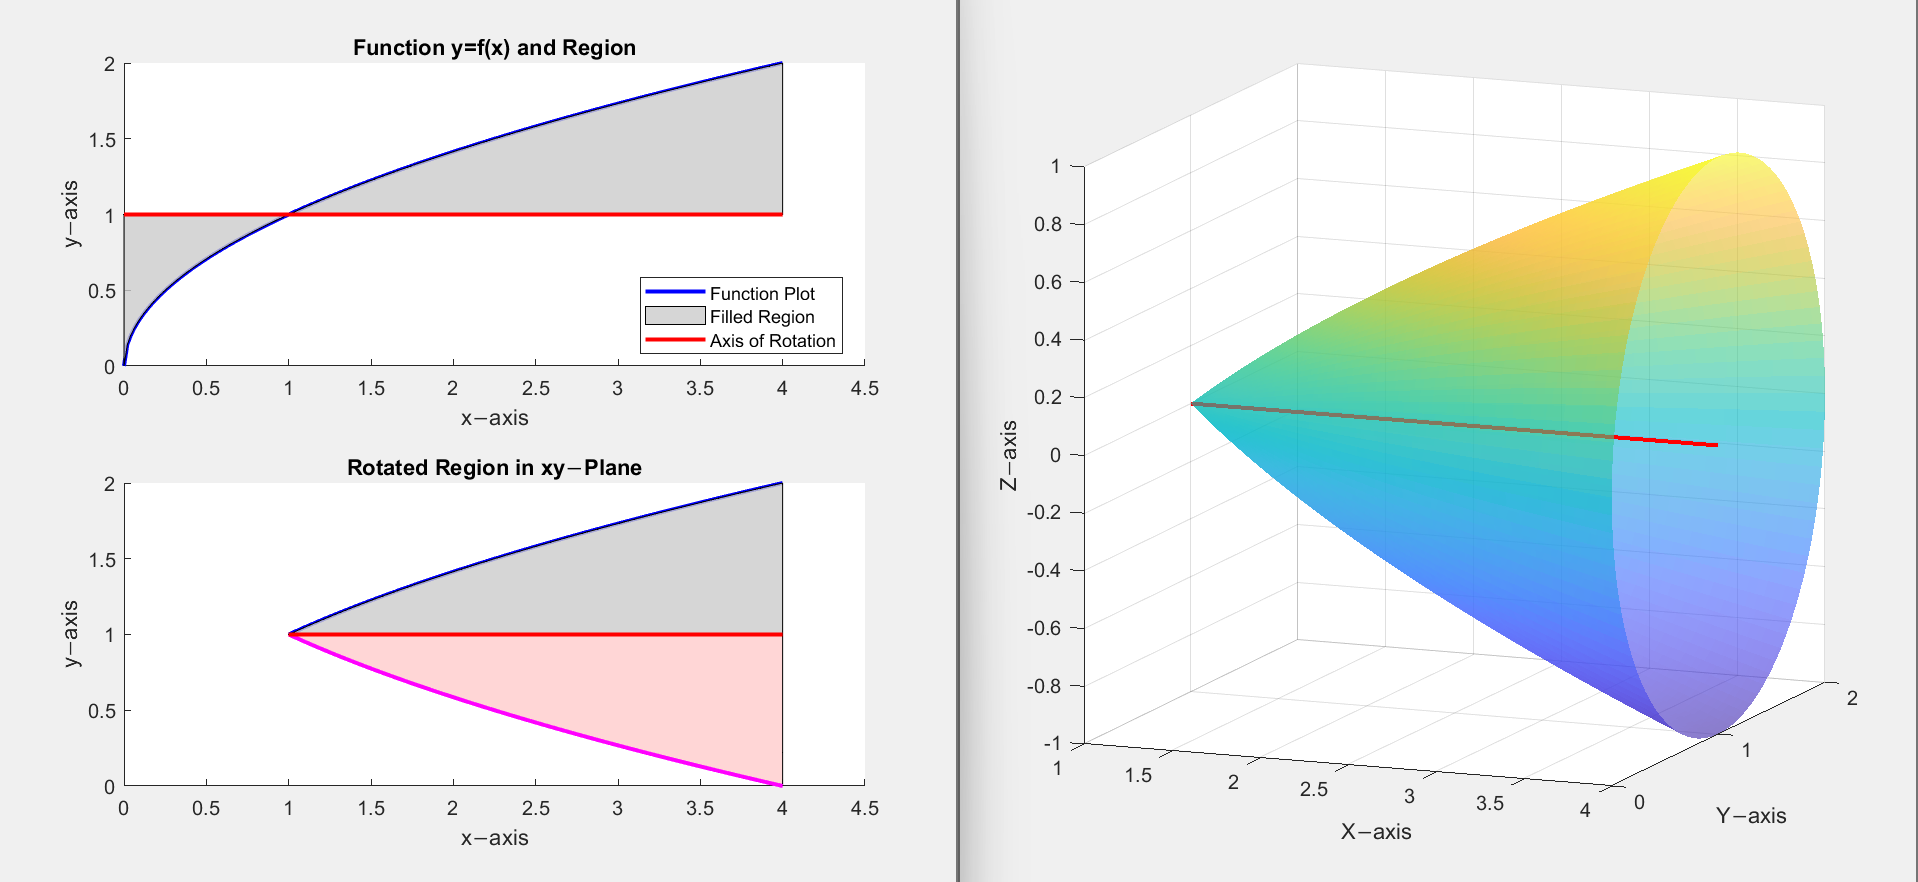 Function y=f(x) and Region
2
1.5
1
0.5
0
y−axis
Function Plot
Filled Region
Axis of Rotation
0 0.5 1 1.5 2 2.5 3 3.5 4 4.5
x−axis
Rotated Region in xy−Plane
2
1.5
1
0.5
0
y−axis
0 0.5 1 1.5 2 2.5 3 3.5 4 4.5
x−axis
1
0.8
0.6
0.4
0.2
0
-0.2
-0.4
-0.6
-0.8
-1
Z−axis
1 1.5 2 2.5 3 3.5 4
X−axis
0 1 2
Y−axis